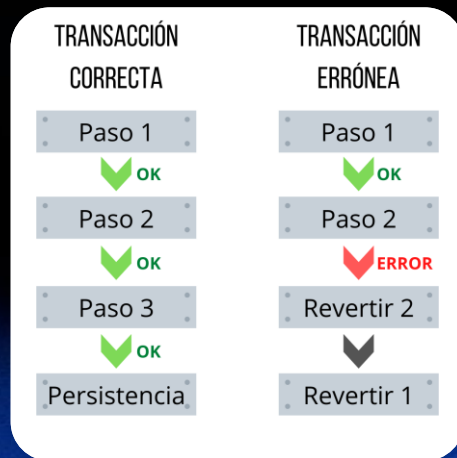 TRANSACCIÓN
CORRECTA
Paso 1
OK
Paso 2
OK
Paso 3
OK
Persistencia
TRANSACCIÓN
ERRÓNEA
Paso 1
OK
Paso 2
ERROR
Revertir 2
Revertir 1